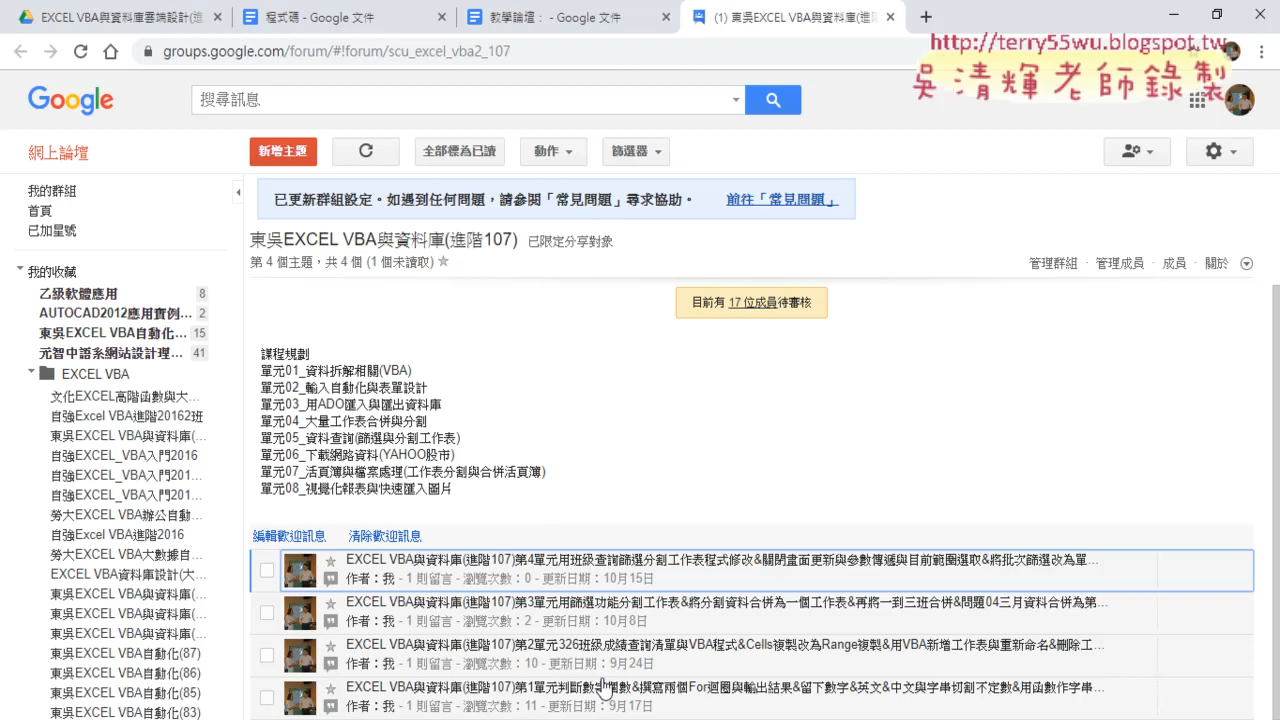 EXCEL VBA與資料庫雲端設計(進
程式碼 - Google 文件
教學論壇： - Google 文件
(1) 東吳EXCEL VBA與資料庫(進階
groups.google.com/forum/#!forum/scu_excel_vba2_107
http://terry55wu.blogspot.tw
吳清輝老師錄製
Google
搜尋訊息
網上論壇
新增主題
全部標為已讀
動作
篩選器
我的群組
首頁
已加星號
已更新群組設定。如遇到任何問題，請參閱「常見問題」尋求協助。 前往「常見問題」
東吳EXCEL VBA與資料庫(進階107) 已限定分享對象
第 4 個主題，共 4 個 (1 個未讀取)
管理群組 · 管理成員 · 成員 · 關於
目前有 17 位成員待審核
我的收藏
乙級軟體應用 8
AUTOCAD2012應用實例... 2
東吳EXCEL VBA自動化... 15
元智中語系網站設計理... 41
EXCEL VBA
文化EXCEL高階函數與大...
自強Excel VBA進階20162班
東吳EXCEL VBA與資料庫(...
自強EXCEL_VBA入門2016
自強EXCEL_VBA入門201...
自強EXCEL_VBA入門201...
勞大EXCEL VBA辦公自動...
自強Excel VBA進階2016
勞大EXCEL VBA大數據自...
EXCEL VBA資料庫設計(大...
東吳EXCEL VBA與資料庫(...
東吳EXCEL VBA與資料庫(...
東吳EXCEL VBA與資料庫(...
東吳EXCEL VBA自動化(87)
東吳EXCEL VBA自動化(86)
東吳EXCEL VBA自動化(85)
東吳EXCEL VBA自動化(83)
課程規劃
單元01_資料拆解相關(VBA)
單元02_輸入自動化與表單設計
單元03_用ADO匯入與匯出資料庫
單元04_大量工作表合併與分割
單元05_資料查詢(篩選與分割工作表)
單元06_下載網路資料(YAHOO股市)
單元07_活頁簿與檔案處理(工作表分割與合併活頁簿)
單元08_視覺化報表與快速匯入圖片
編輯歡迎訊息 清除歡迎訊息
EXCEL VBA與資料庫(進階107)第4單元用班級查詢篩選分割工作表程式修改&關閉畫面更新與參數傳遞與目前範圍選取&將批次篩選改為單...
作者：我 - 1 則留言 - 瀏覽次數：0 - 更新日期：10月15日
EXCEL VBA與資料庫(進階107)第3單元用篩選功能分割工作表&將分割資料合併為一個工作表&再將一到三班合併&問題04三月資料合併為第...
作者：我 - 1 則留言 - 瀏覽次數：2 - 更新日期：10月8日
EXCEL VBA與資料庫(進階107)第2單元326班級成績查詢清單與VBA程式&Cells複製改為Range複製&用VBA新增工作表與重新命名&刪除工...
作者：我 - 1 則留言 - 瀏覽次數：10 - 更新日期：9月24日
EXCEL VBA與資料庫(進階107)第1單元判斷數 個數&撰寫兩個For迴圈與輸出結果&留下數字&英文&中文與字串切割不定數&用函數作字串...
作者：我 - 1 則留言 - 瀏覽次數：11 - 更新日期：9月17日